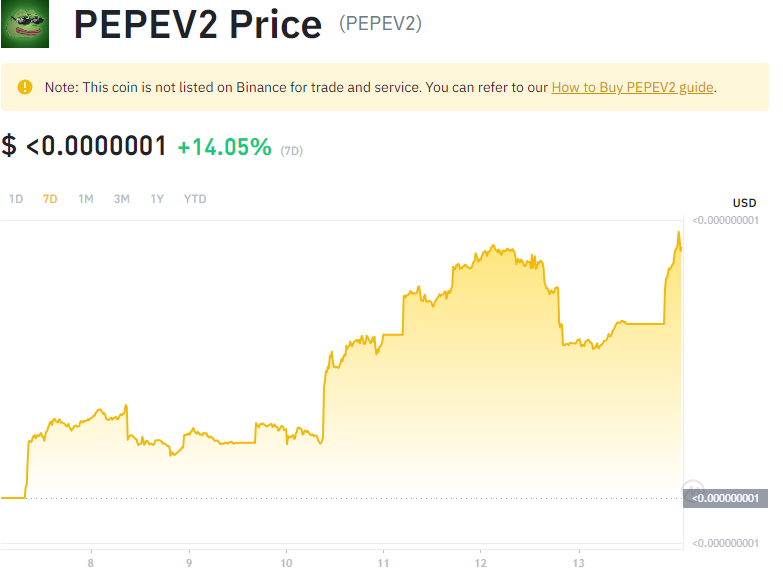 PEPEV2 Price (PEPEV2)
Note: This coin is not listed on Binance for trade and service. You can refer to our How to Buy PEPEV2 guide.
$ <0.0000001 +14.05% (7D)
1D 7D 1M 3M 1Y YTD
USD
<0.000000001
<0.000000001
<0.000000001
8 9 10 11 12 13